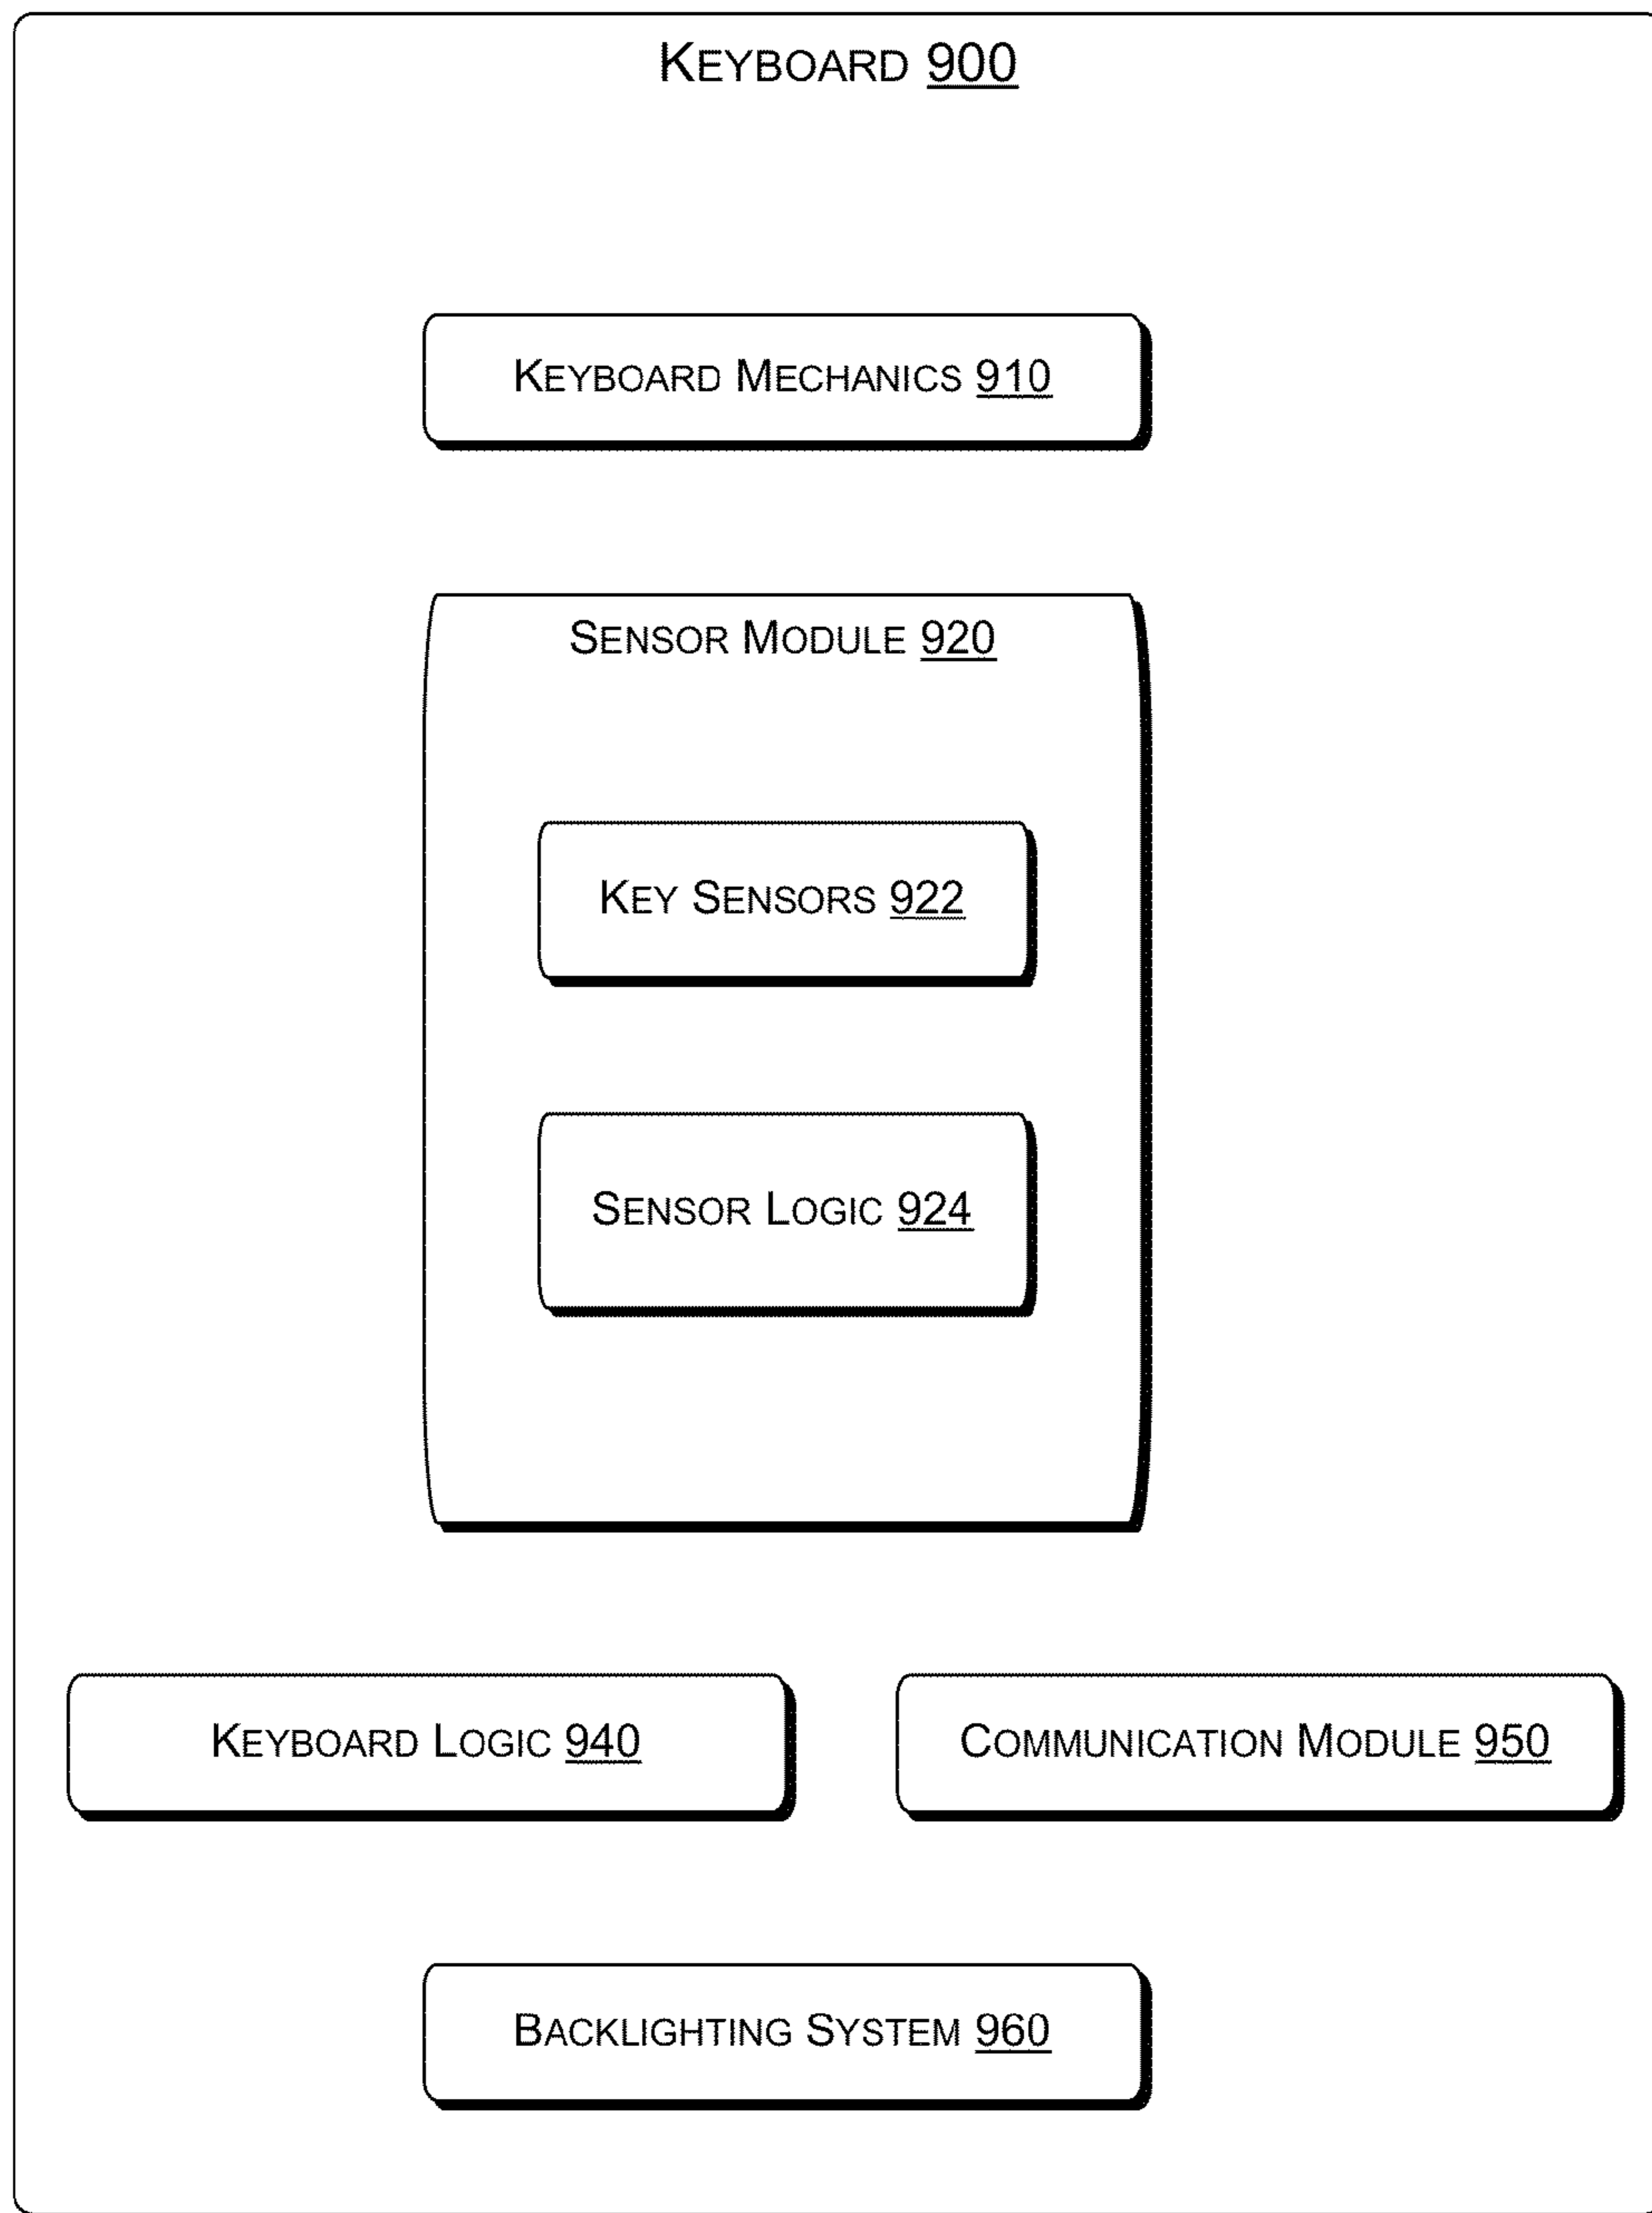 KEYBOARD 900
KEYBOARD MECHANICS 910
SENSOR MODULE 920
KEY SENSORS 922
SENSOR LOGIC 924
KEYBOARD LOGIC 940
COMMUNICATION MODULE 950
BACKLIGHTING SYSTEM 960